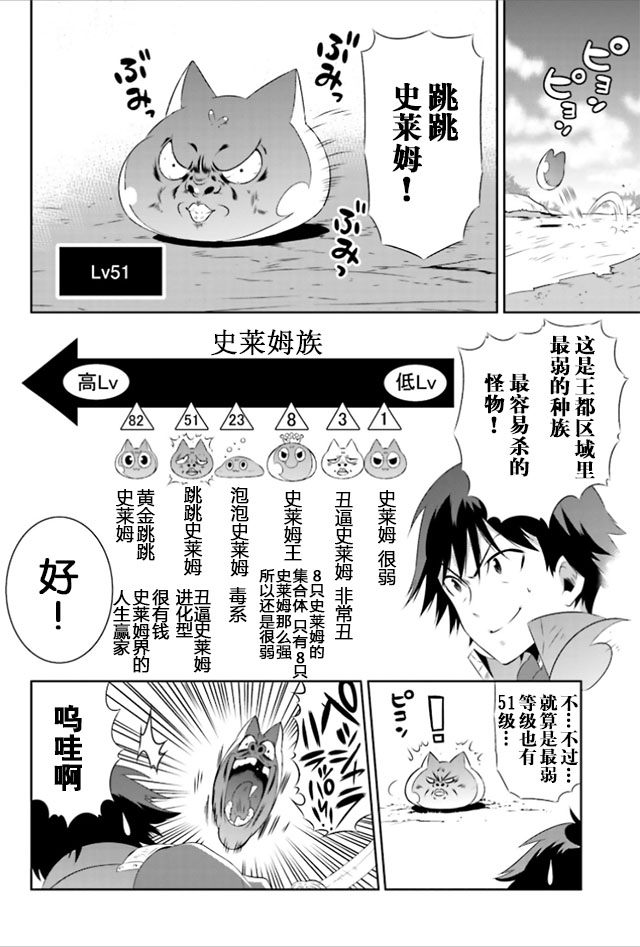 ピョン
ピョン
跳跳
史莱姆！
ぶみっ
ぶみっ
ぶみっ
Lv51
这是王都区域里
最弱的种族
最容易杀的
怪物！
史莱姆族
高Lv
低Lv
1
3
8
23
51
82
史莱姆 很弱
丑逼史莱姆 非常丑
史莱姆王
8只史莱姆的
集合体 只有8只
史莱姆那么强
所以还是很弱
泡泡史莱姆 毒系
跳跳史莱姆
丑逼史莱姆
进化型
黄金跳跳
史莱姆
很有钱
史莱姆界的
人生赢家
好！
不…不过…
就算是最弱
等级也有
51级…
ピョン
！
呜哇啊